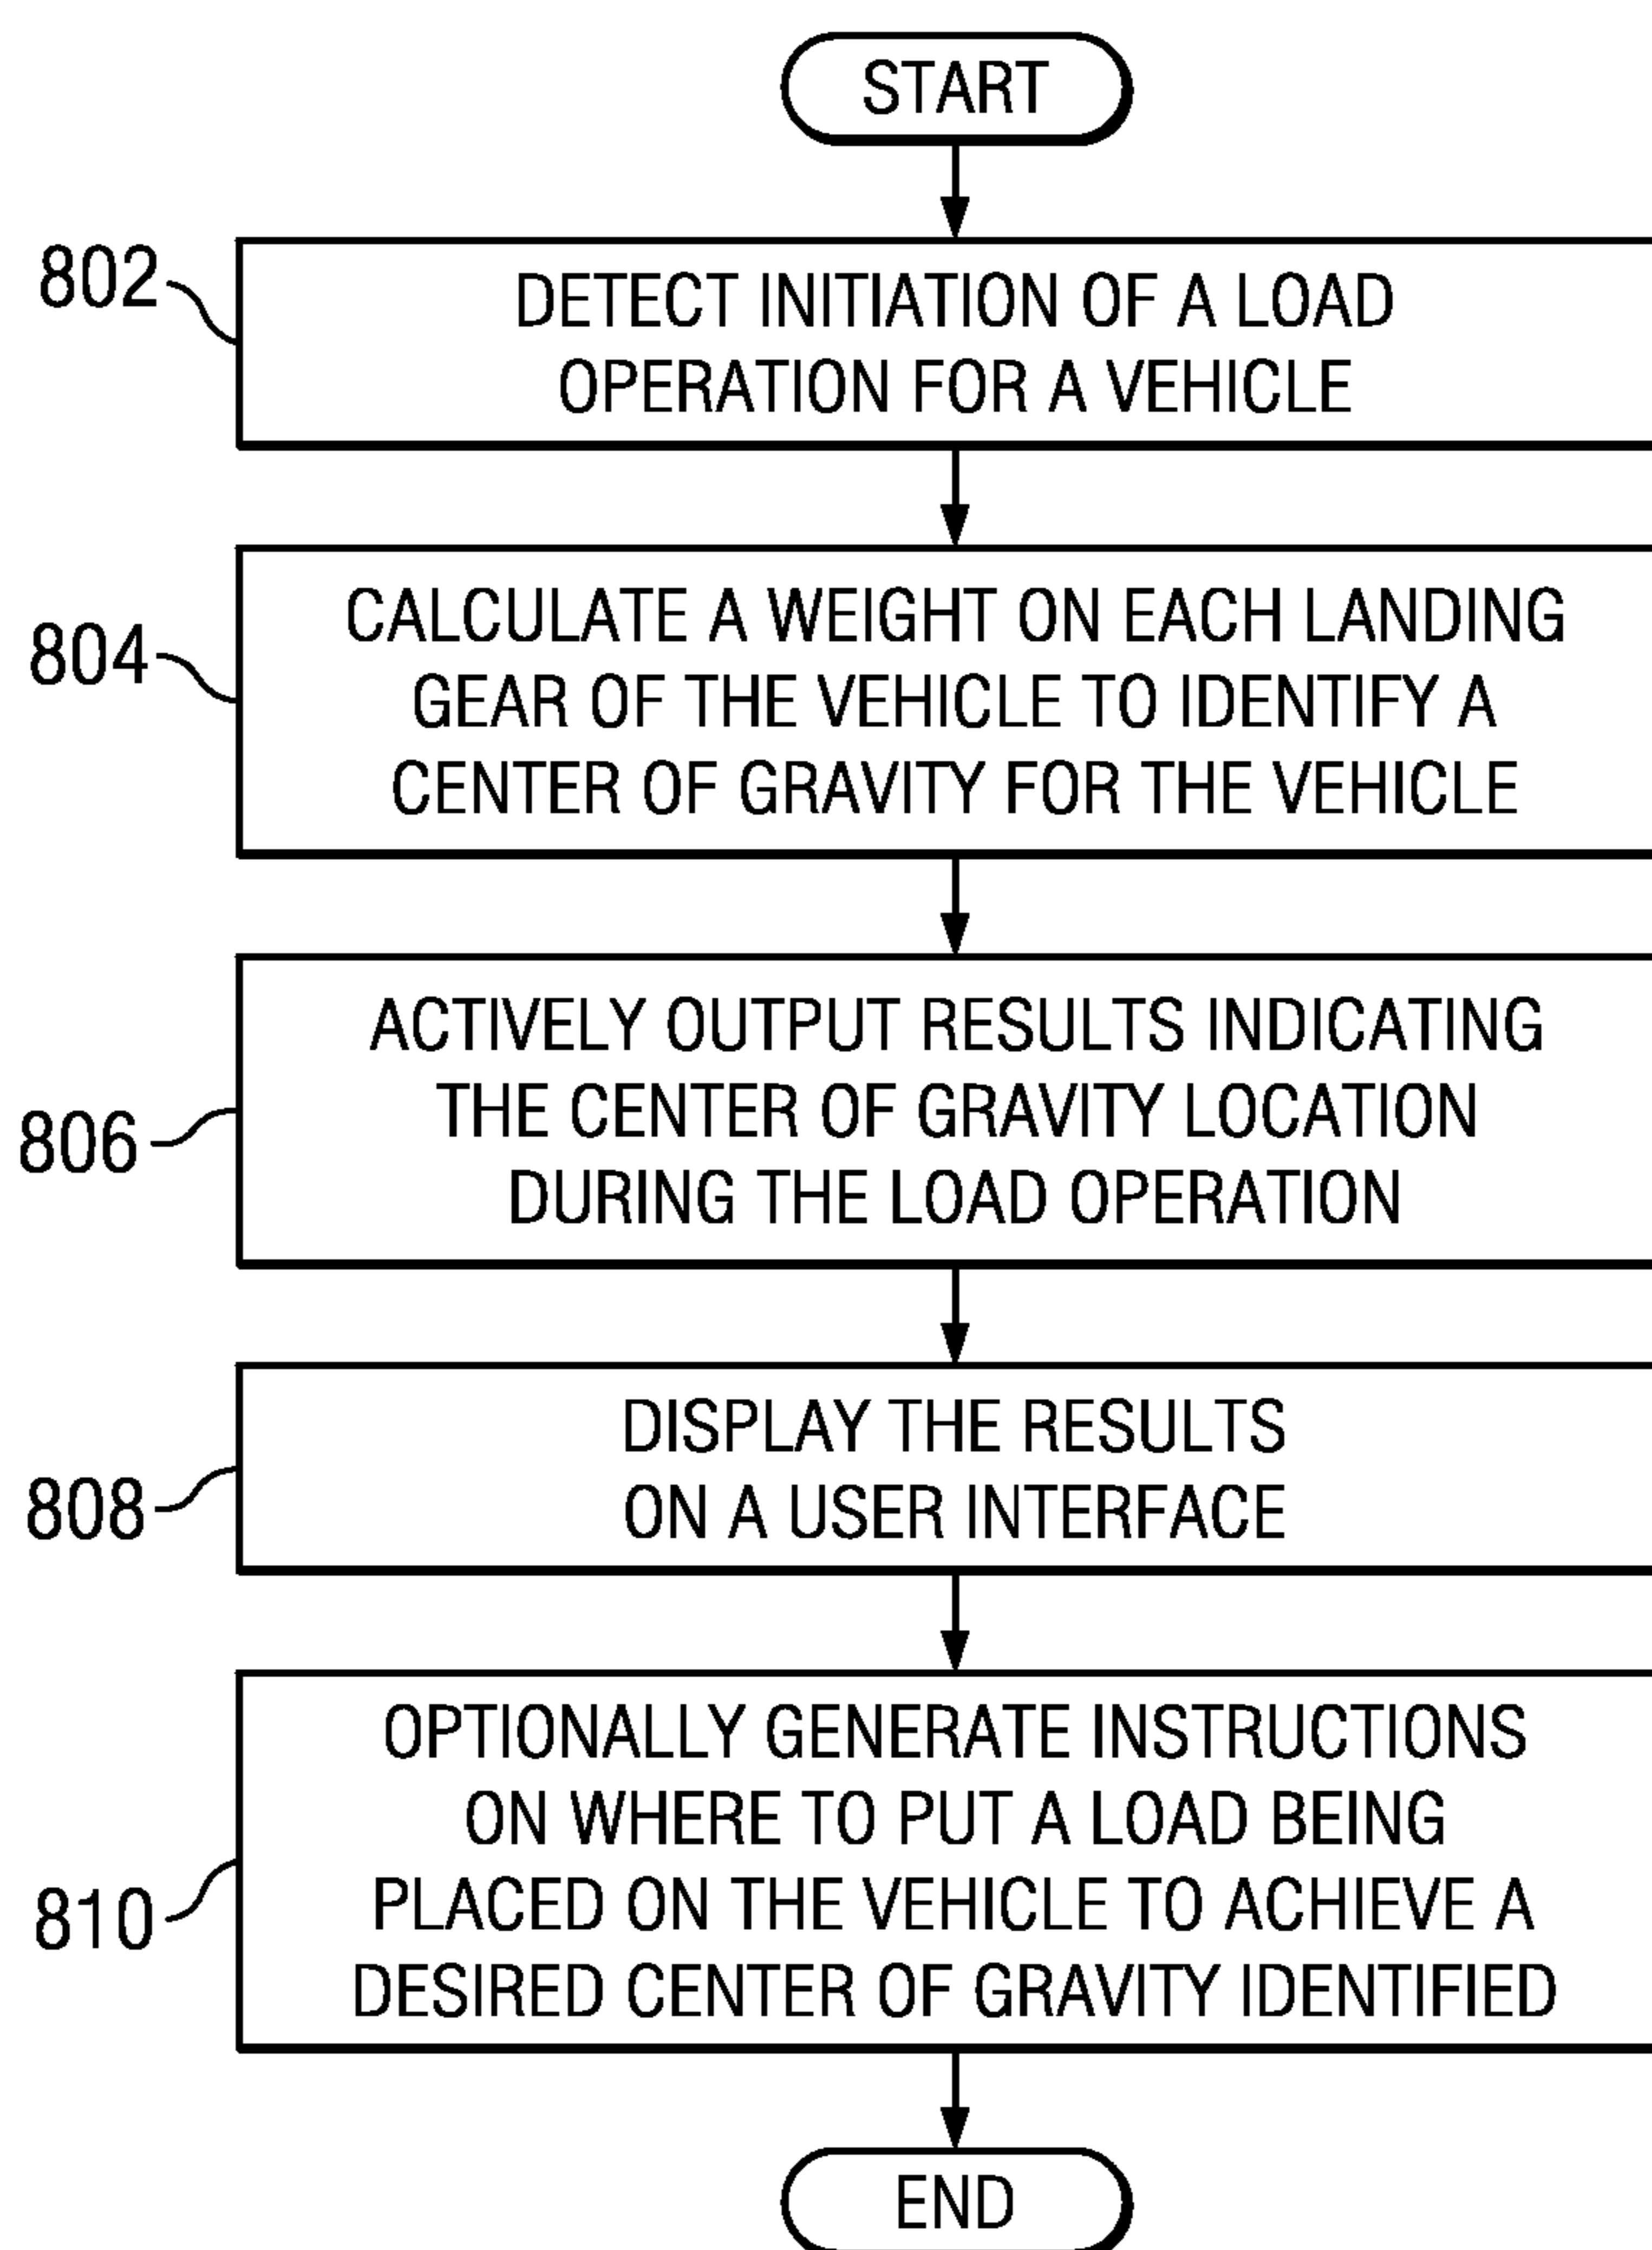 START
802
DETECT INITIATION OF A LOAD
OPERATION FOR A VEHICLE
804
CALCULATE A WEIGHT ON EACH LANDING
GEAR OF THE VEHICLE TO IDENTIFY A
CENTER OF GRAVITY FOR THE VEHICLE
806
ACTIVELY OUTPUT RESULTS INDICATING
THE CENTER OF GRAVITY LOCATION
DURING THE LOAD OPERATION
808
DISPLAY THE RESULTS
ON A USER INTERFACE
810
OPTIONALLY GENERATE INSTRUCTIONS
ON WHERE TO PUT A LOAD BEING
PLACED ON THE VEHICLE TO ACHIEVE A
DESIRED CENTER OF GRAVITY IDENTIFIED
END